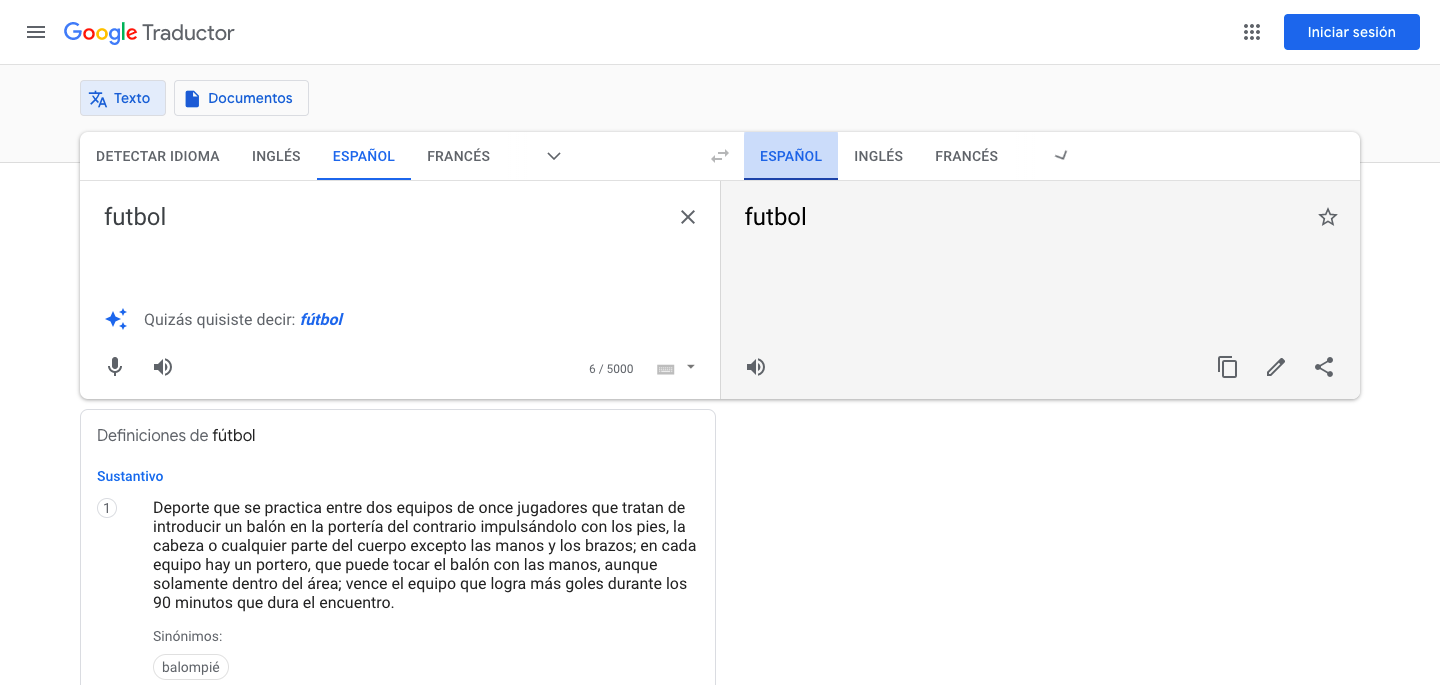 Google Traductor
Iniciar sesión
Texto
Documentos
DETECTAR IDIOMA INGLÉS ESPAÑOL FRANCÉS
ESPAÑOL INGLÉS FRANCÉS
futbol
futbol
Quizás quisiste decir: fútbol
6 / 5000
Definiciones de fútbol
Sustantivo
1
Deporte que se practica entre dos equipos de once jugadores que tratan de
introducir un balón en la portería del contrario impulsándolo con los pies, la
cabeza o cualquier parte del cuerpo excepto las manos y los brazos; en cada
equipo hay un portero, que puede tocar el balón con las manos, aunque
solamente dentro del área; vence el equipo que logra más goles durante los
90 minutos que dura el encuentro.
Sinónimos:
balompié